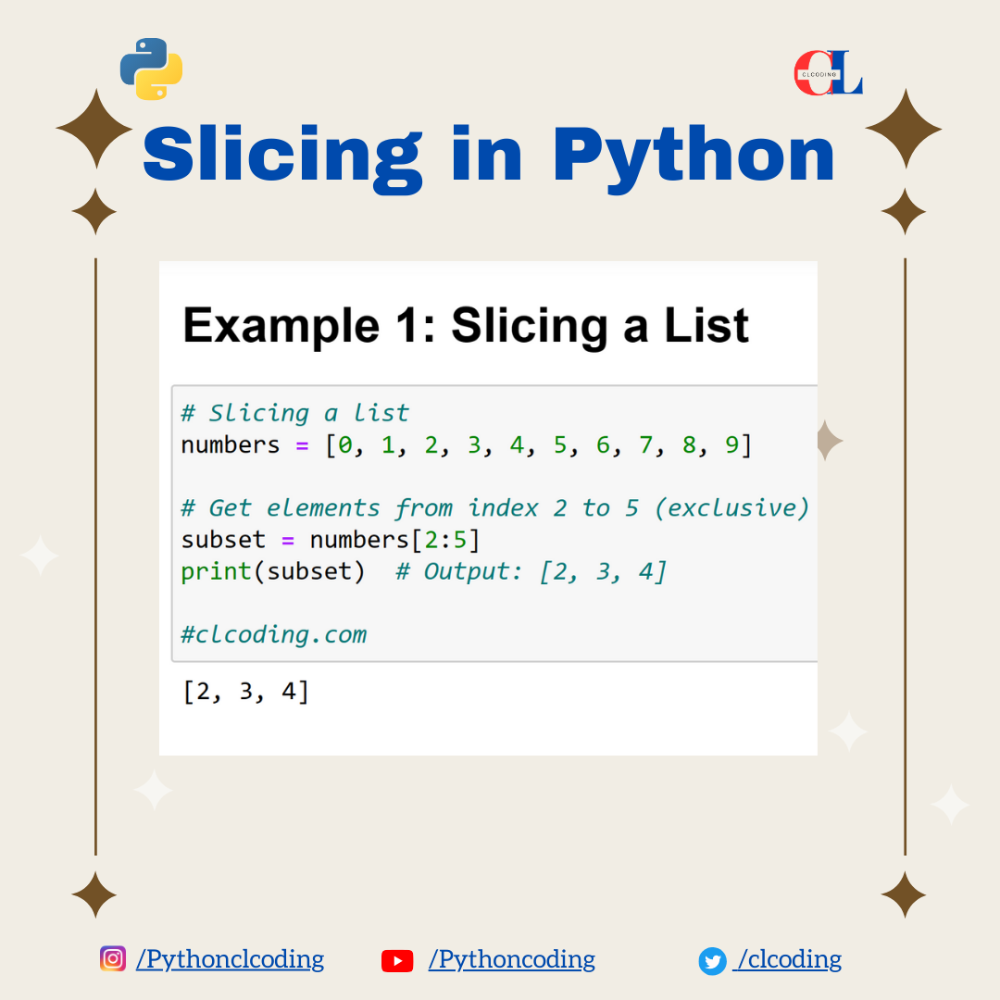 CL
CLCODING
Slicing in Python
Example 1: Slicing a List
# Slicing a list
numbers = [0, 1, 2, 3, 4, 5, 6, 7, 8, 9]
# Get elements from index 2 to 5 (exclusive)
subset = numbers[2:5]
print(subset)  # Output: [2, 3, 4]
#clcoding.com
[2, 3, 4]
/Pythonclcoding /Pythoncoding /clcoding